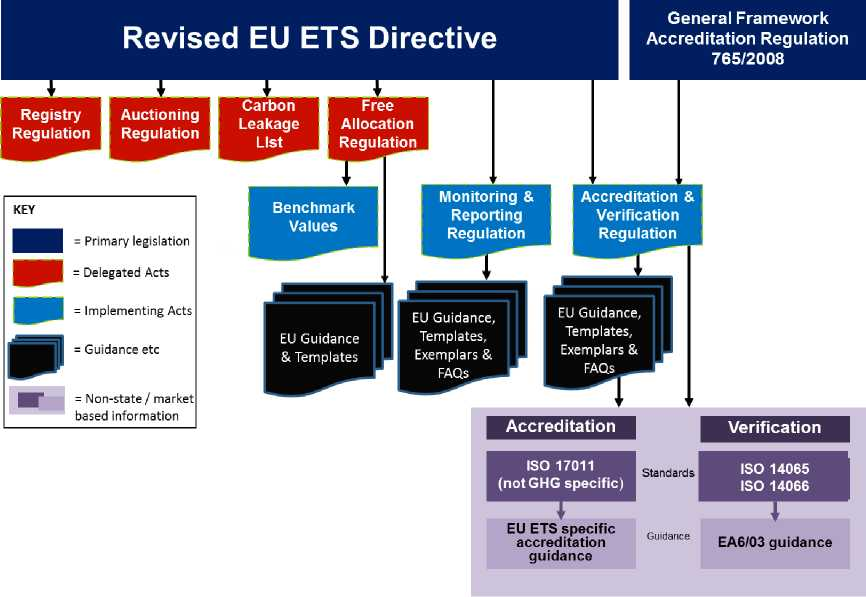 Revised EU ETS Directive
General Framework
Accreditation Regulation
765/2008
Registry
Regulation
Auctioning
Regulation
Carbon
Leakage
LIst
Free
Allocation
Regulation
Benchmark
Values
Monitoring &
Reporting
Regulation
Accreditation &
Verification
Regulation
KEY
= Primary legislation
= Delegated Acts
= Implementing Acts
= Guidance etc
= Non-state / market
based information
EU Guidance
& Templates
EU Guidance,
Templates,
Exemplars &
FAQs
EU Guidance,
Templates,
Exemplars &
FAQs
Accreditation
Verification
ISO 17011
(not GHG specific)
Standards
ISO 14065
ISO 14066
EU ETS specific
accreditation
guidance
Guidance
EA6/03 guidance